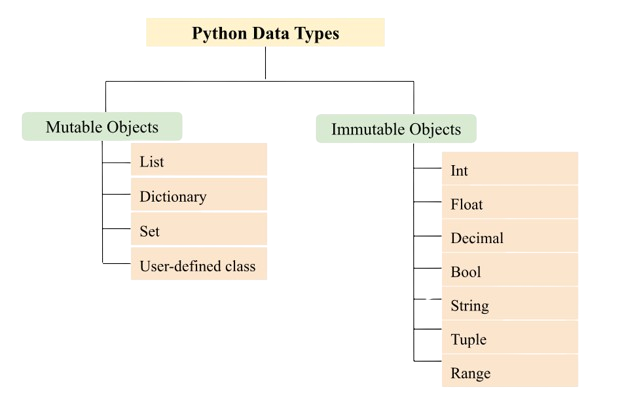 Python Data Types
Mutable Objects
List
Dictionary
Set
User-defined class
Immutable Objects
Int
Float
Decimal
Bool
String
Tuple
Range